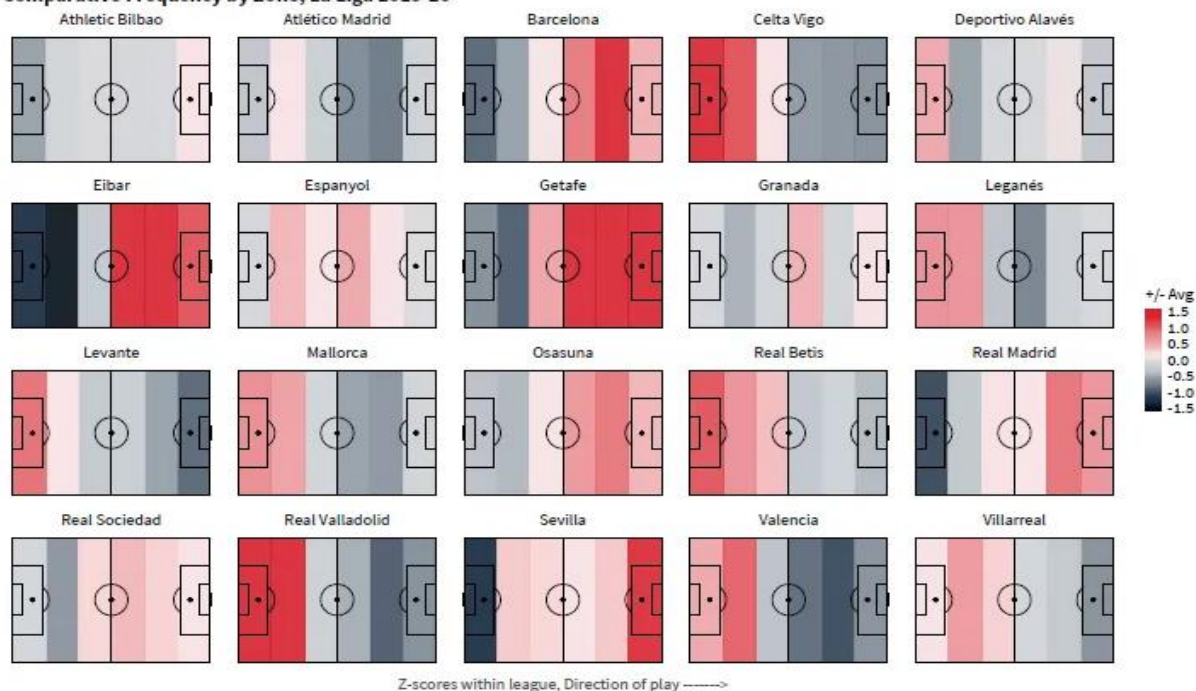 Athletic Bilbao Atlético Madrid Barcelona Celta Vigo Deportivo Alavés
Eibar Espanyol Getafe Granada Leganés
Levante Mallorca Osasuna Real Betis Real Madrid
Real Sociedad Real Valladolid Sevilla Valencia Villarreal
+/- Avg
1.5
1.0
0.5
0.0
-0.5
-1.0
-1.5
Z-scores within league, Direction of play ------->